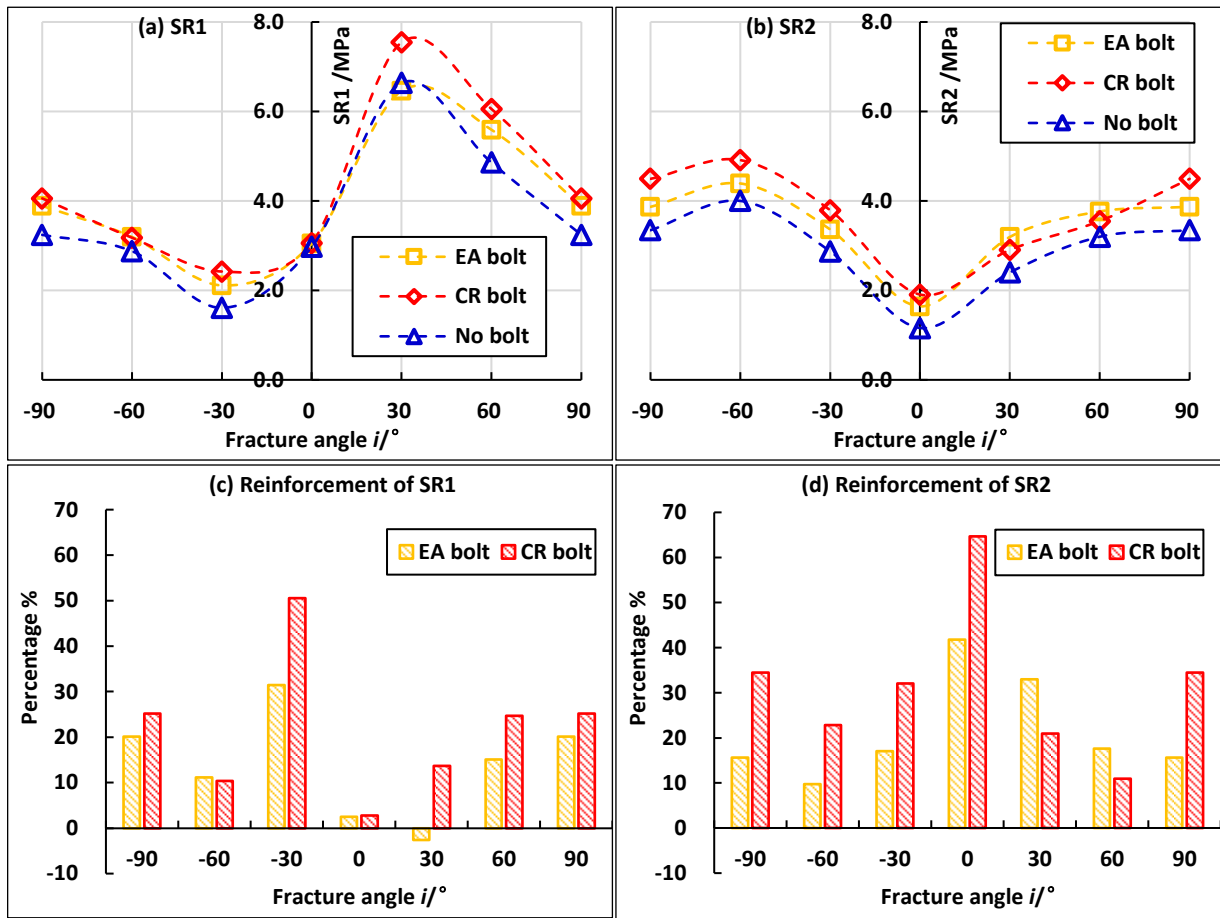 (a) SR1
SR1 /MPa
8.0
6.0
4.0
2.0
0.0
EA bolt
CR bolt
No bolt
-90 -60 -30 0 30 60 90
Fracture angle i/°
(b) SR2
SR2 /MPa
8.0
6.0
4.0
2.0
0.0
EA bolt
CR bolt
No bolt
-90 -60 -30 0 30 60 90
Fracture angle i/°
(c) Reinforcement of SR1
Percentage %
70
60
50
40
30
20
10
0
-10
EA bolt CR bolt
-90 -60 -30 0 30 60 90
Fracture angle i/°
(d) Reinforcement of SR2
Percentage %
70
60
50
40
30
20
10
0
-10
EA bolt CR bolt
-90 -60 -30 0 30 60 90
Fracture angle i/°